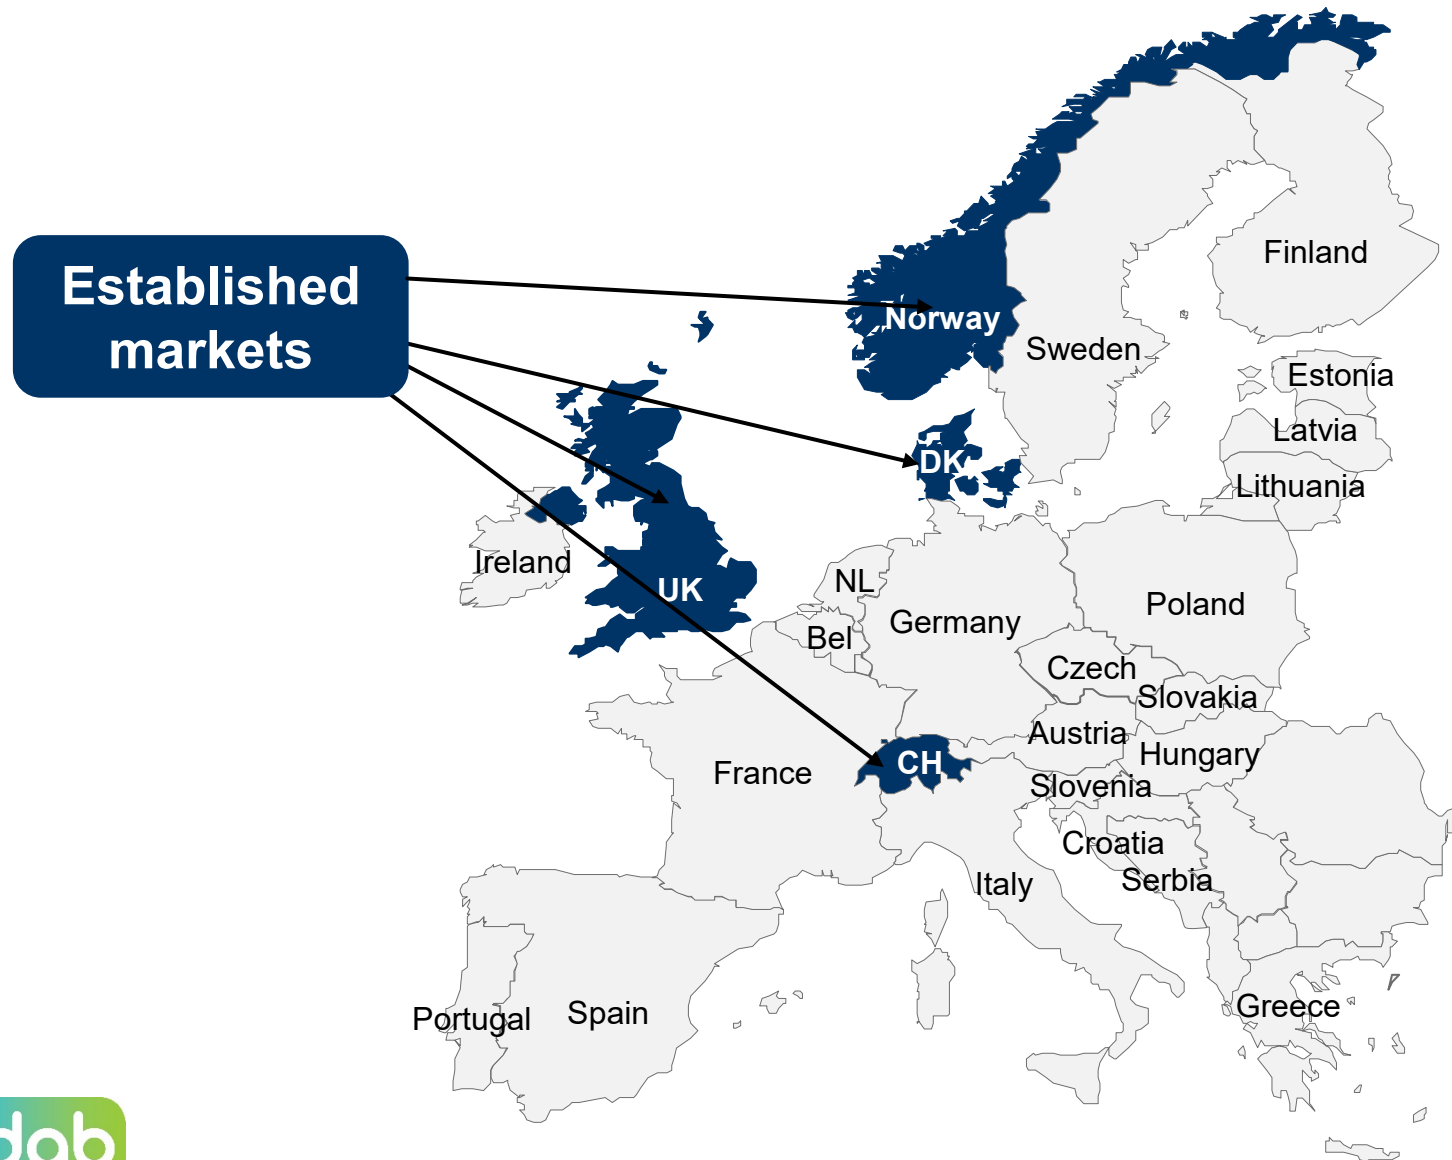 Established
markets
Norway
Finland
Sweden
Estonia
Latvia
DK
Lithuania
Ireland
UK
NL
Bel
Germany
Poland
Czech
Slovakia
Austria
Hungary
France
CH
Slovenia
Croatia
Serbia
Italy
Portugal
Spain
Greece
dab